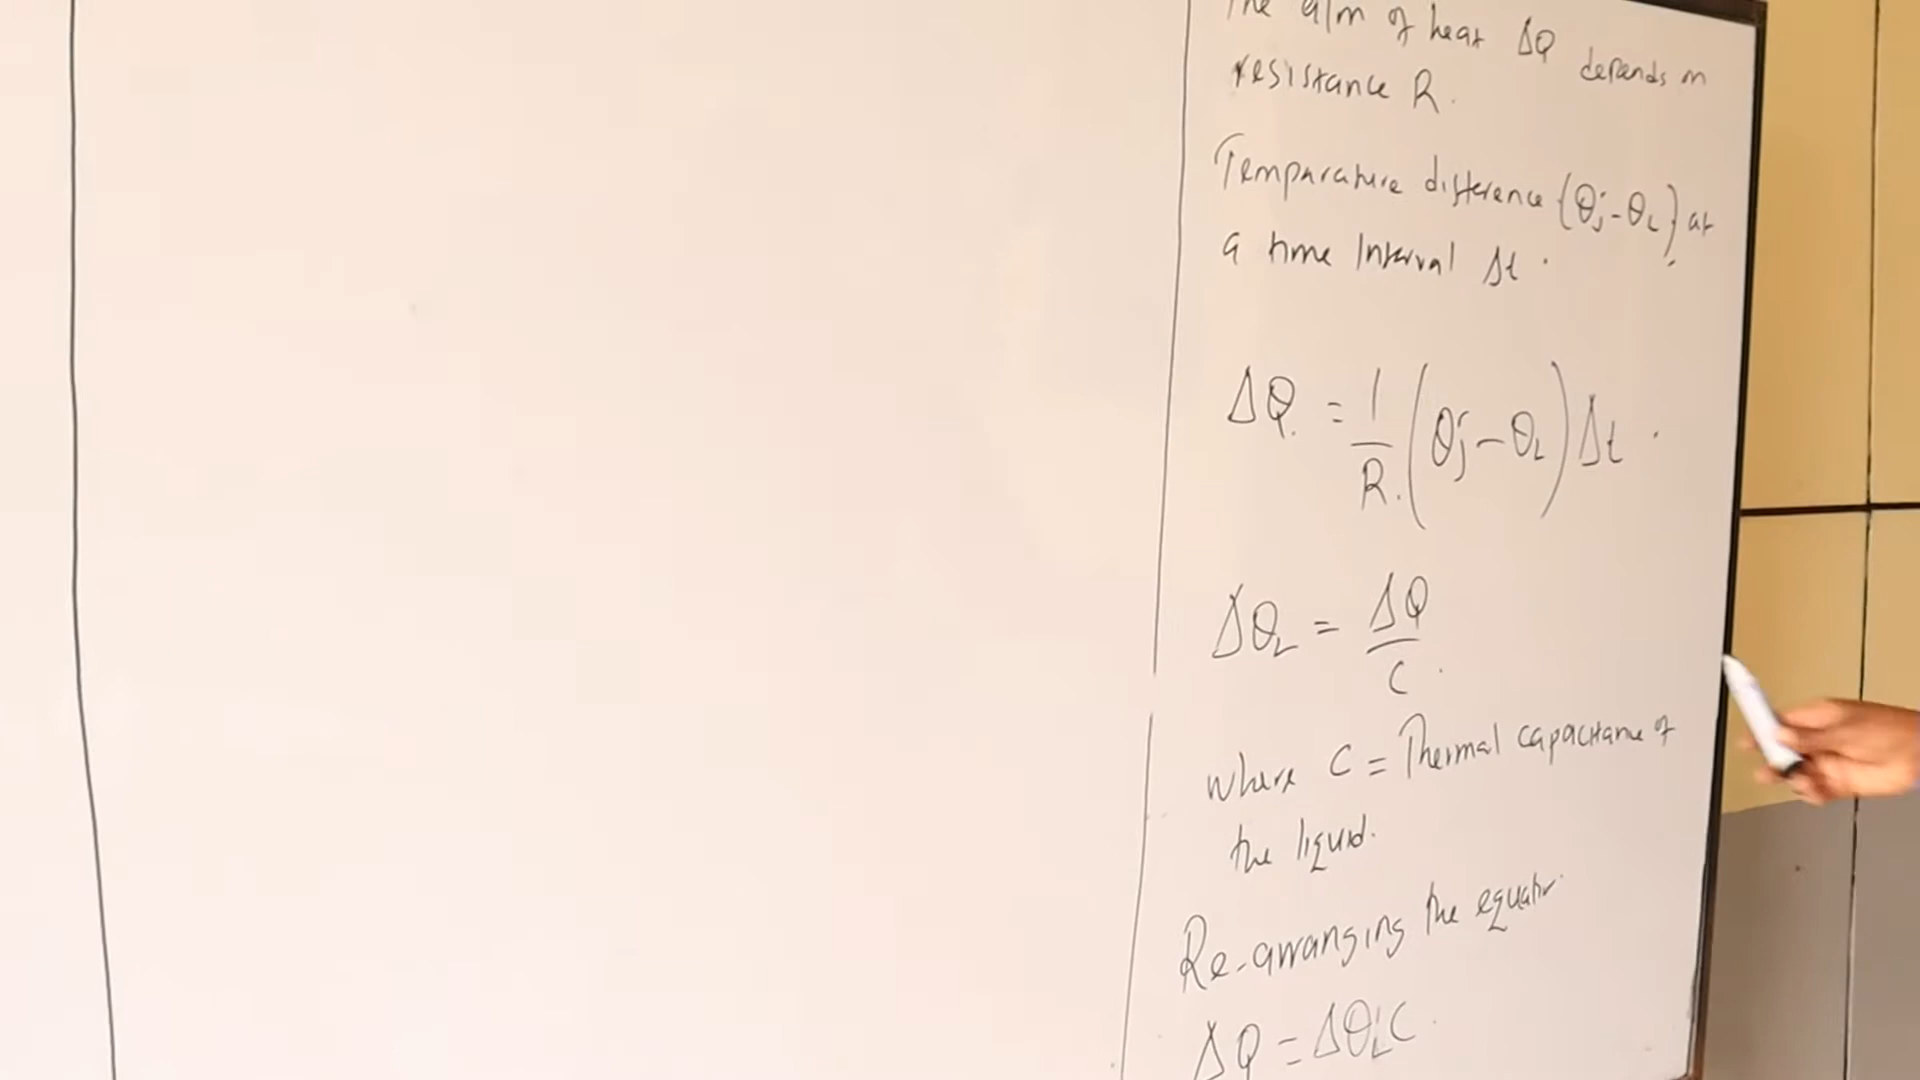 The a/m of heat ΔQ depends on
resistance R.
Temparature difference {θj-θL} at
a time Interval Δt.
ΔQ = 1/R (θj-θL) Δt.
ΔθL = ΔQ/C.
where C = Thermal capacitance of
the liquid.
Re-arranging the equation.
ΔQ = ΔθLC.